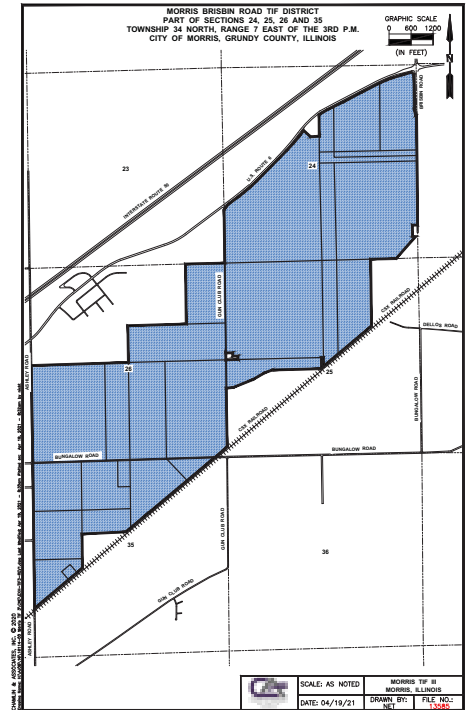 MORRIS BRISBIN ROAD TIF DISTRICT
PART OF SECTIONS 24, 25, 26 AND 35
TOWNSHIP 34 NORTH, RANGE 7 EAST OF THE 3RD P.M.
CITY OF MORRIS, GRUNDY COUNTY, ILLINOIS
GRAPHIC SCALE
0 600 1200
(IN FEET)
N
BRISBIN ROAD
23
24
U.S. ROUTE 6
INTERSTATE ROUTE 80
GUN CLUB ROAD
CSX RAILROAD
DELLOS ROAD
ASHLEY ROAD
26
25
BUNGALOW ROAD
CSX RAILROAD
BUNGALOW ROAD
BUNGALOW ROAD
GUN CLUB ROAD
35
36
GUN CLUB ROAD
ASHLEY ROAD
CHAMLIN & ASSOCIATES, INC. © 2020
SCALE: AS NOTED
MORRIS TIF III
MORRIS, ILLINOIS
DATE: 04/19/21
DRAWN BY:
NET
FILE NO.:
13585